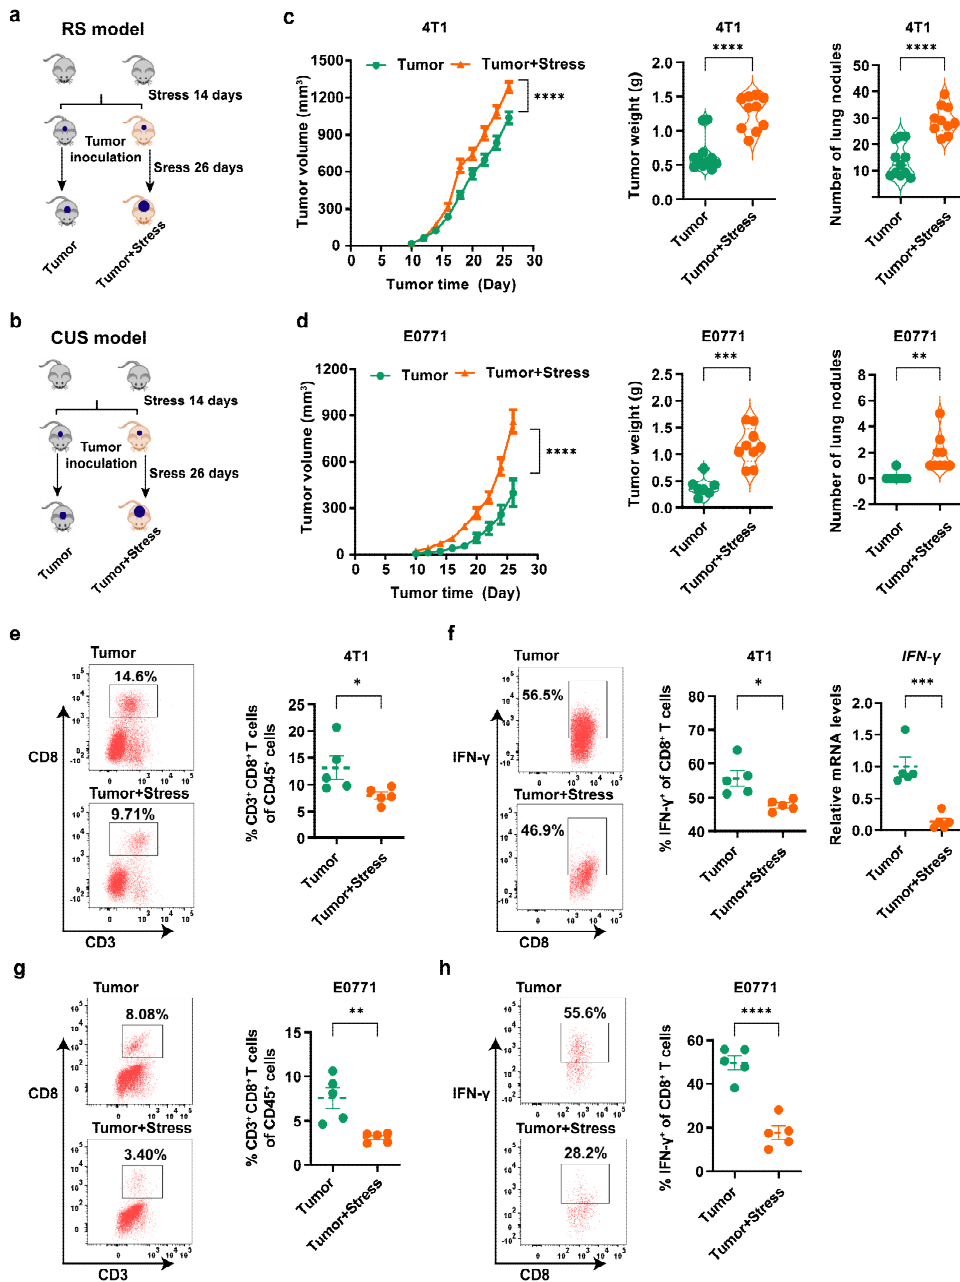 a
RS model
Stress 14 days
Tumor
inoculation
Sress 26 days
Tumor
Tumor+Stress
b
CUS model
Stress 14 days
Tumor
inoculation
Sress 26 days
Tumor
Tumor+Stress
c
4T1
Tumor
Tumor+Stress
Tumor volume (mm³)
1500
1200
900
600
300
0
0 5 10 15 20 25 30
Tumor time (Day)
****
4T1
****
Tumor weight (g)
2.0
1.5
1.0
0.5
0.0
Tumor
Tumor+Stress
4T1
****
Number of lung nodules
50
40
30
20
10
Tumor
Tumor+Stress
d
E0771
Tumor
Tumor+Stress
Tumor volume (mm³)
1200
900
600
300
0
0 5 10 15 20 25 30
Tumor time (Day)
****
E0771
***
Tumor weight (g)
2.5
2.0
1.5
1.0
0.5
0.0
Tumor
Tumor+Stress
E0771
**
Number of lung nodules
8
6
4
2
0
-2
Tumor
Tumor+Stress
e
Tumor
14.6%
CD8
Tumor+Stress
9.71%
CD3
4T1
*
% CD3⁺ CD8⁺ T cells
of CD45⁺ cells
25
20
15
10
5
0
Tumor
Tumor+Stress
f
Tumor
56.5%
IFN-γ
Tumor+Stress
46.9%
CD8
4T1
*
% IFN-γ⁺ of CD8⁺ T cells
80
70
60
50
40
Tumor
Tumor+Stress
IFN-γ
***
Relative mRNA levels
2.0
1.5
1.0
0.5
0.0
Tumor
Tumor+Stress
g
Tumor
8.08%
CD8
Tumor+Stress
3.40%
CD3
E0771
**
% CD3⁺ CD8⁺ T cells
of CD45⁺ cells
15
10
5
0
Tumor
Tumor+Stress
h
Tumor
55.6%
IFN-γ
Tumor+Stress
28.2%
CD8
E0771
****
% IFN-γ⁺ of CD8⁺ T cells
60
40
20
0
Tumor
Tumor+Stress